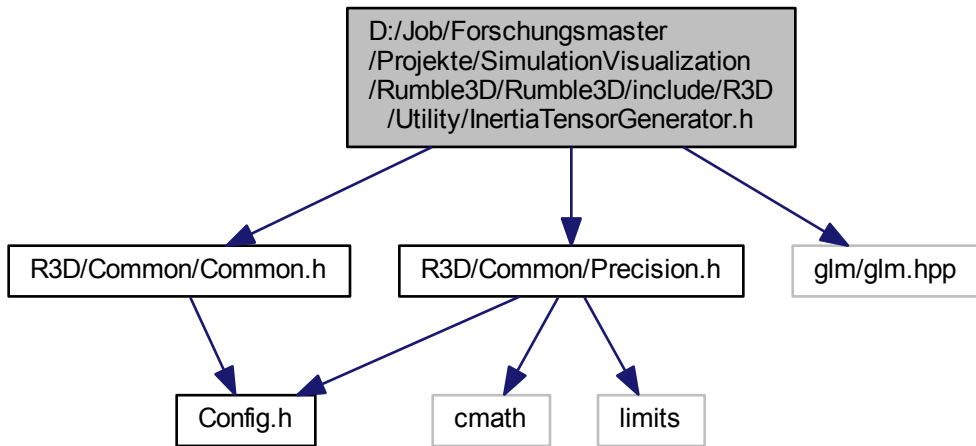 D:/Job/Forschungsmaster
/Projekte/SimulationVisualization
/Rumble3D/Rumble3D/include/R3D
/Utility/InertiaTensorGenerator.h
R3D/Common/Common.h
R3D/Common/Precision.h
glm/glm.hpp
Config.h
cmath
limits